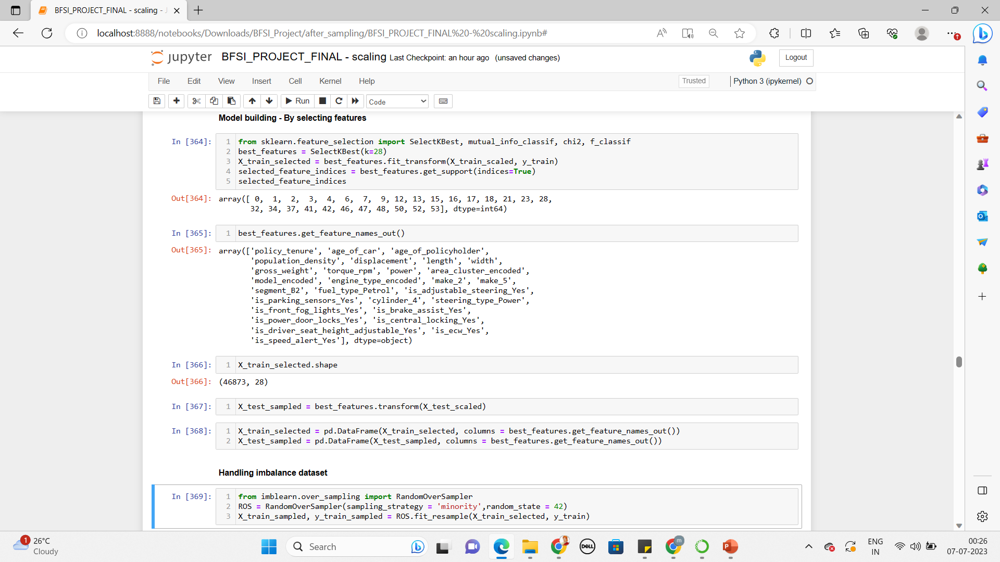 BFSI_PROJECT_FINAL - scaling - J
localhost:8888/notebooks/Downloads/BFSI_Project/after_sampling/BFSI_PROJECT_FINAL%20-%20scaling.ipynb#
jupyter BFSI_PROJECT_FINAL - scaling Last Checkpoint: an hour ago (unsaved changes)
Logout
File Edit View Insert Cell Kernel Help
Trusted
Python 3 (ipykernel)
Run
Code
Model building - By selecting features
In [364]:
1 from sklearn.feature_selection import SelectKBest, mutual_info_classif, chi2, f_classif
2 best_features = SelectKBest(k=28)
3 X_train_selected = best_features.fit_transform(X_train_scaled, y_train)
4 selected_feature_indices = best_features.get_support(indices=True)
5 selected_feature_indices
Out[364]: array([ 0, 1, 2, 3, 4, 6, 7, 9, 12, 13, 15, 16, 17, 18, 21, 23, 28,
32, 34, 37, 41, 42, 46, 47, 48, 50, 52, 53], dtype=int64)
In [365]: 1 best_features.get_feature_names_out()
Out[365]: array(['policy_tenure', 'age_of_car', 'age_of_policyholder',
'population_density', 'displacement', 'length', 'width',
'gross_weight', 'torque_rpm', 'power', 'area_cluster_encoded',
'model_encoded', 'engine_type_encoded', 'make_2', 'make_5',
'segment_B2', 'fuel_type_Petrol', 'is_adjustable_steering_Yes',
'is_parking_sensors_Yes', 'cylinder_4', 'steering_type_Power',
'is_front_fog_lights_Yes', 'is_brake_assist_Yes',
'is_power_door_locks_Yes', 'is_central_locking_Yes',
'is_driver_seat_height_adjustable_Yes', 'is_ecw_Yes',
'is_speed_alert_Yes'], dtype=object)
In [366]: 1 X_train_selected.shape
Out[366]: (46873, 28)
In [367]: 1 X_test_sampled = best_features.transform(X_test_scaled)
In [368]: 1 X_train_selected = pd.DataFrame(X_train_selected, columns = best_features.get_feature_names_out())
2 X_test_sampled = pd.DataFrame(X_test_sampled, columns = best_features.get_feature_names_out())
Handling imbalance dataset
In [369]: 1 from imblearn.over_sampling import RandomOverSampler
2 ROS = RandomOverSampler(sampling_strategy = 'minority',random_state = 42)
3 X_train_sampled, y_train_sampled = ROS.fit_resample(X_train_selected, y_train)
1
26°C
Cloudy
Search
DELL
m
P
ENG
IN
00:26
07-07-2023